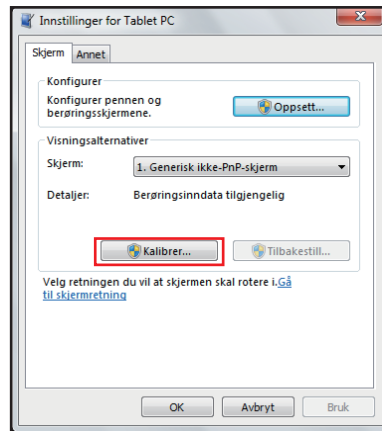 Innstillinger for Tablet PC
Skjerm Annet
Konfigurer
Konfigurer pennen og
berøringsskjermene.
Oppsett...
Visningsalternativer
Skjerm: 1. Generisk ikke-PnP-skjerm
Detaljer: Berøringsinndata tilgjengelig
Kalibrer... Tilbakestill...
Velg retningen du vil at skjermen skal rotere i.Gå
til skjermretning
OK Avbryt Bruk